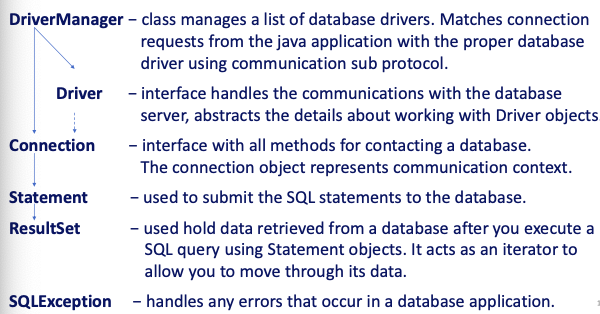 DriverManager – class manages a list of database drivers. Matches connection
requests from the java application with the proper database
driver using communication sub protocol.
Driver – interface handles the communications with the database
server, abstracts the details about working with Driver objects
Connection – interface with all methods for contacting a database.
The connection object represents communication context.
Statement – used to submit the SQL statements to the database.
ResultSet – used hold data retrieved from a database after you execute a
SQL query using Statement objects. It acts as an iterator to
allow you to move through its data.
SQLException – handles any errors that occur in a database application.